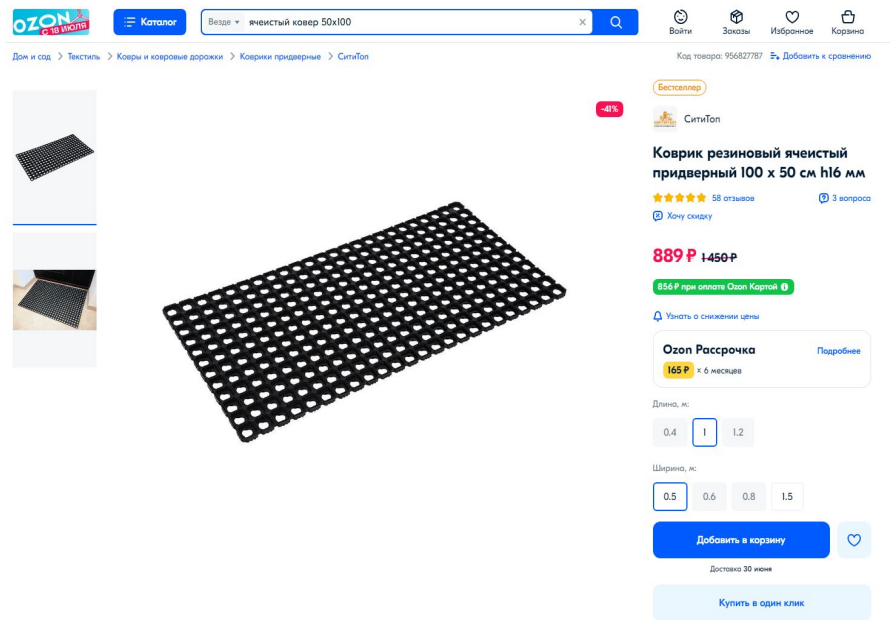 OZON
С 18 ИЮЛЯ
Каталог
Везде
ячеистый ковер 50x100
Войти
Заказы
Избранное
Корзина
Дом и сад > Текстиль > Ковры и ковровые дорожки > Коврики придверные > СитиТоп
Код товара: 956827787
Добавить к сравнению
Бестселлер
-41%
СитиТоп
Коврик резиновый ячеистый
придверный 100 х 50 см h16 мм
58 отзывов
3 вопроса
Хочу скидку
889 ₽ 1 450 ₽
856 ₽ при оплате Ozon Картой
Узнать о снижении цены
Ozon Рассрочка
Подробнее
165 ₽ × 6 месяцев
Длина, м:
0.4 1 1.2
Ширина, м:
0.5 0.6 0.8 1.5
Добавить в корзину
Доставка 30 июня
Купить в один клик